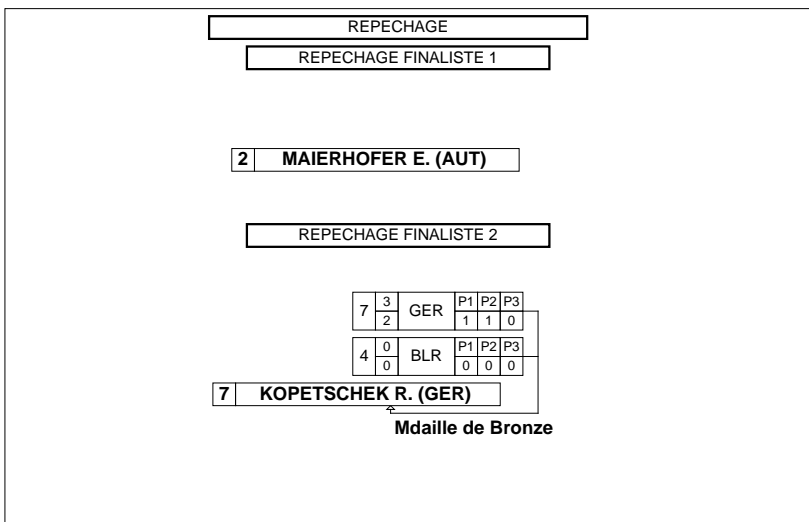 REPECHAGE
REPECHAGE FINALISTE 1
2 MAIERHOFER E. (AUT)
REPECHAGE FINALISTE 2
7 3 GER P1 P2 P3
2 1 1 0
4 0 BLR P1 P2 P3
0 0 0 0
7 KOPETSCHEK R. (GER)
Mdaille de Bronze